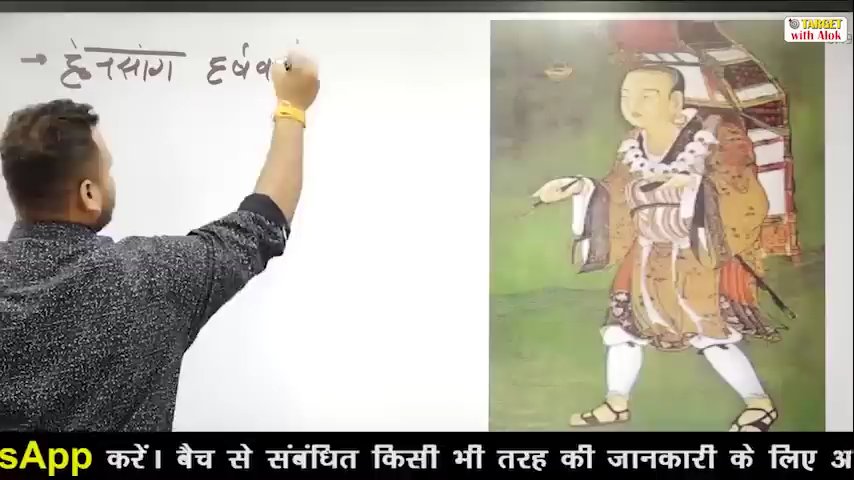 TARGET
with Alok
→ ह्वेनसांग हर्षव
sApp करें। बैच से संबंधित किसी भी तरह की जानकारी के लिए अ